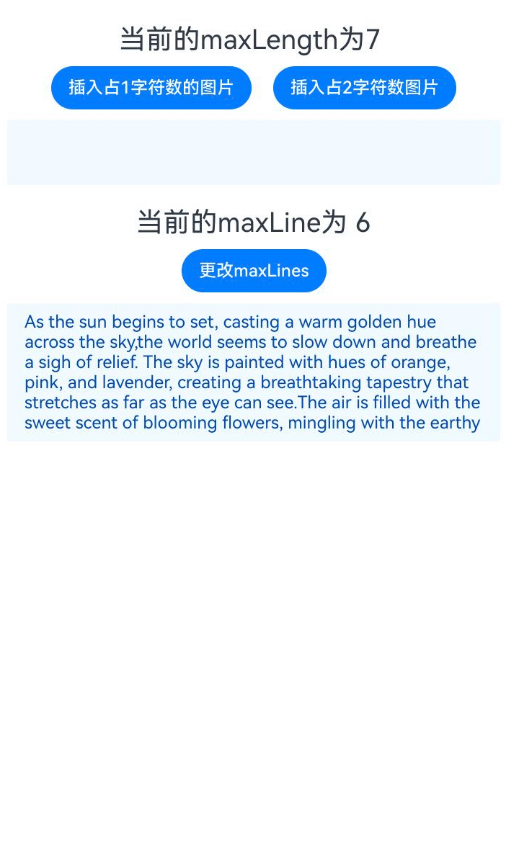 当前的maxLength为7
插入占1字符数的图片
插入占2字符数图片
当前的maxLine为 6
更改maxLines
As the sun begins to set, casting a warm golden hue
across the sky,the world seems to slow down and breathe
a sigh of relief. The sky is painted with hues of orange,
pink, and lavender, creating a breathtaking tapestry that
stretches as far as the eye can see.The air is filled with the
sweet scent of blooming flowers, mingling with the earthy